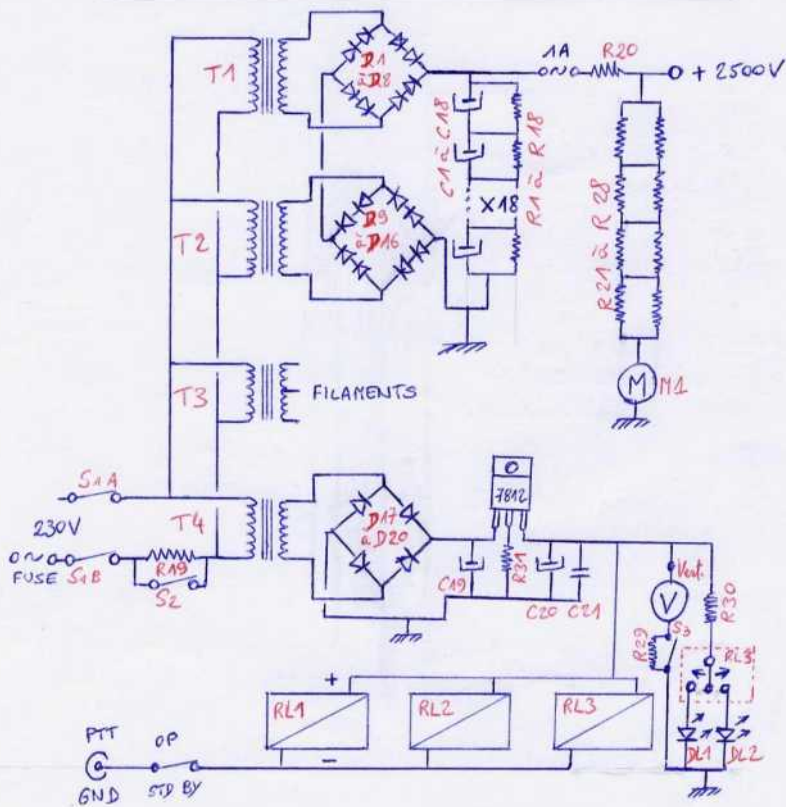 T1
D1
à D8
1A
R20
+ 2500V
C1 à C18
R1 à R18
X18
R21 à R28
T2
D9
à D16
M
M1
T3
FILAMENTS
S1A
230V
FUSE
S1B
R19
S2
T4
D17
à D20
7812
C19
R31
C20
C21
Vent.
V
R29
S3
R30
RL3
DL1
DL2
+
RL1
RL2
RL3
-
PTT
GND
OP
STD BY